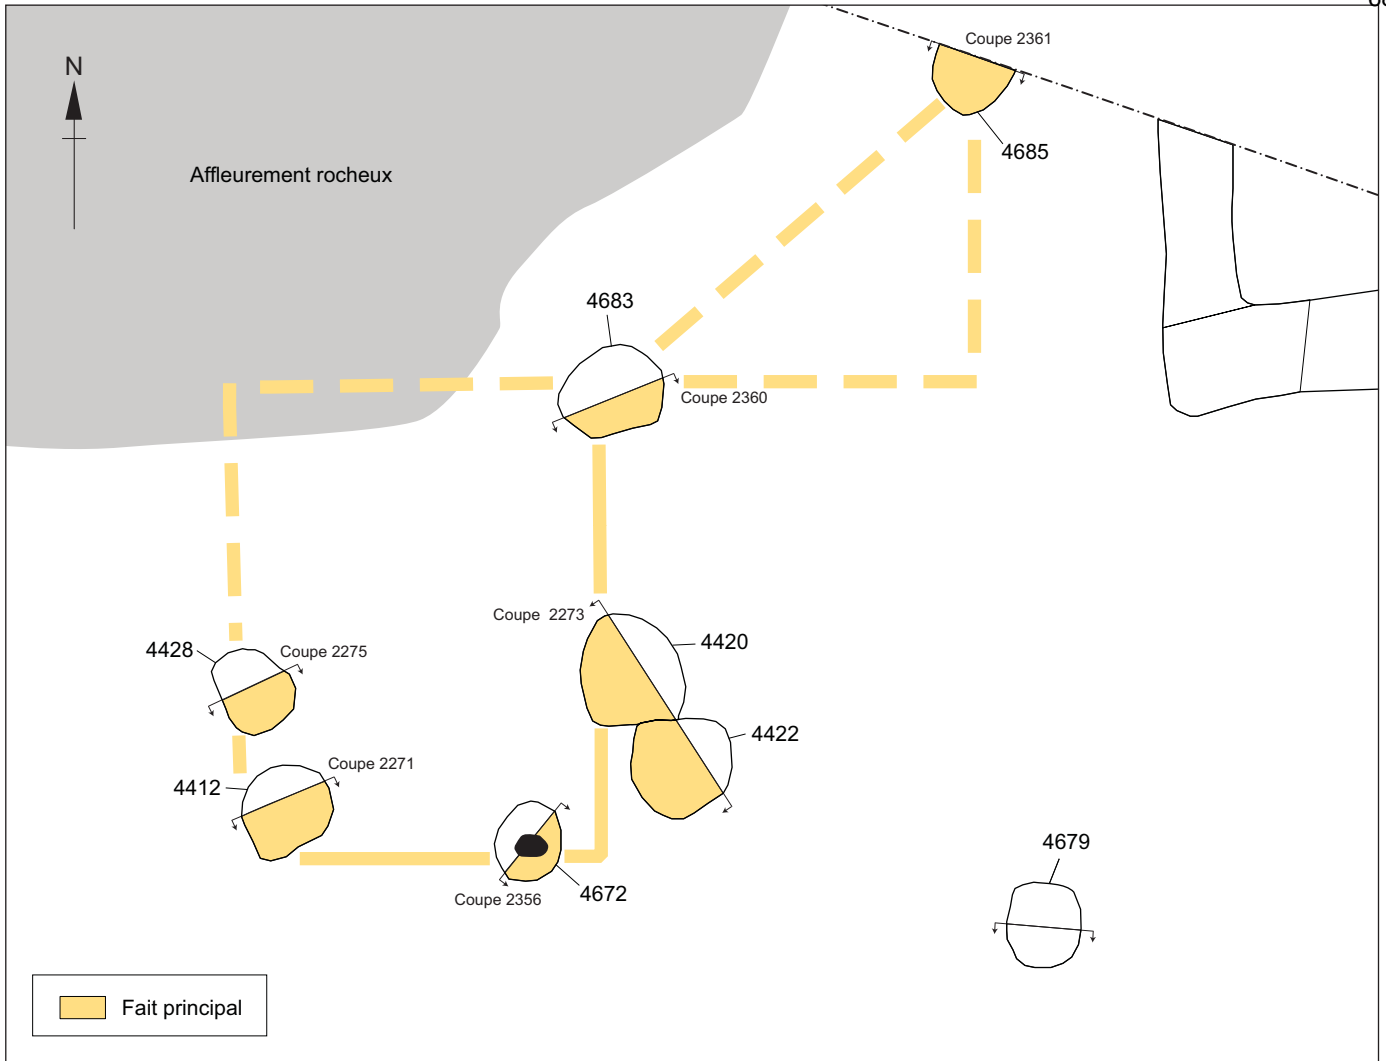 Coupe 2361
N
4685
Affleurement rocheux
4683
Coupe 2360
Coupe  2273
4420
4428
Coupe 2275
4422
Coupe 2271
4412
4679
4672
Coupe 2356
Fait principal